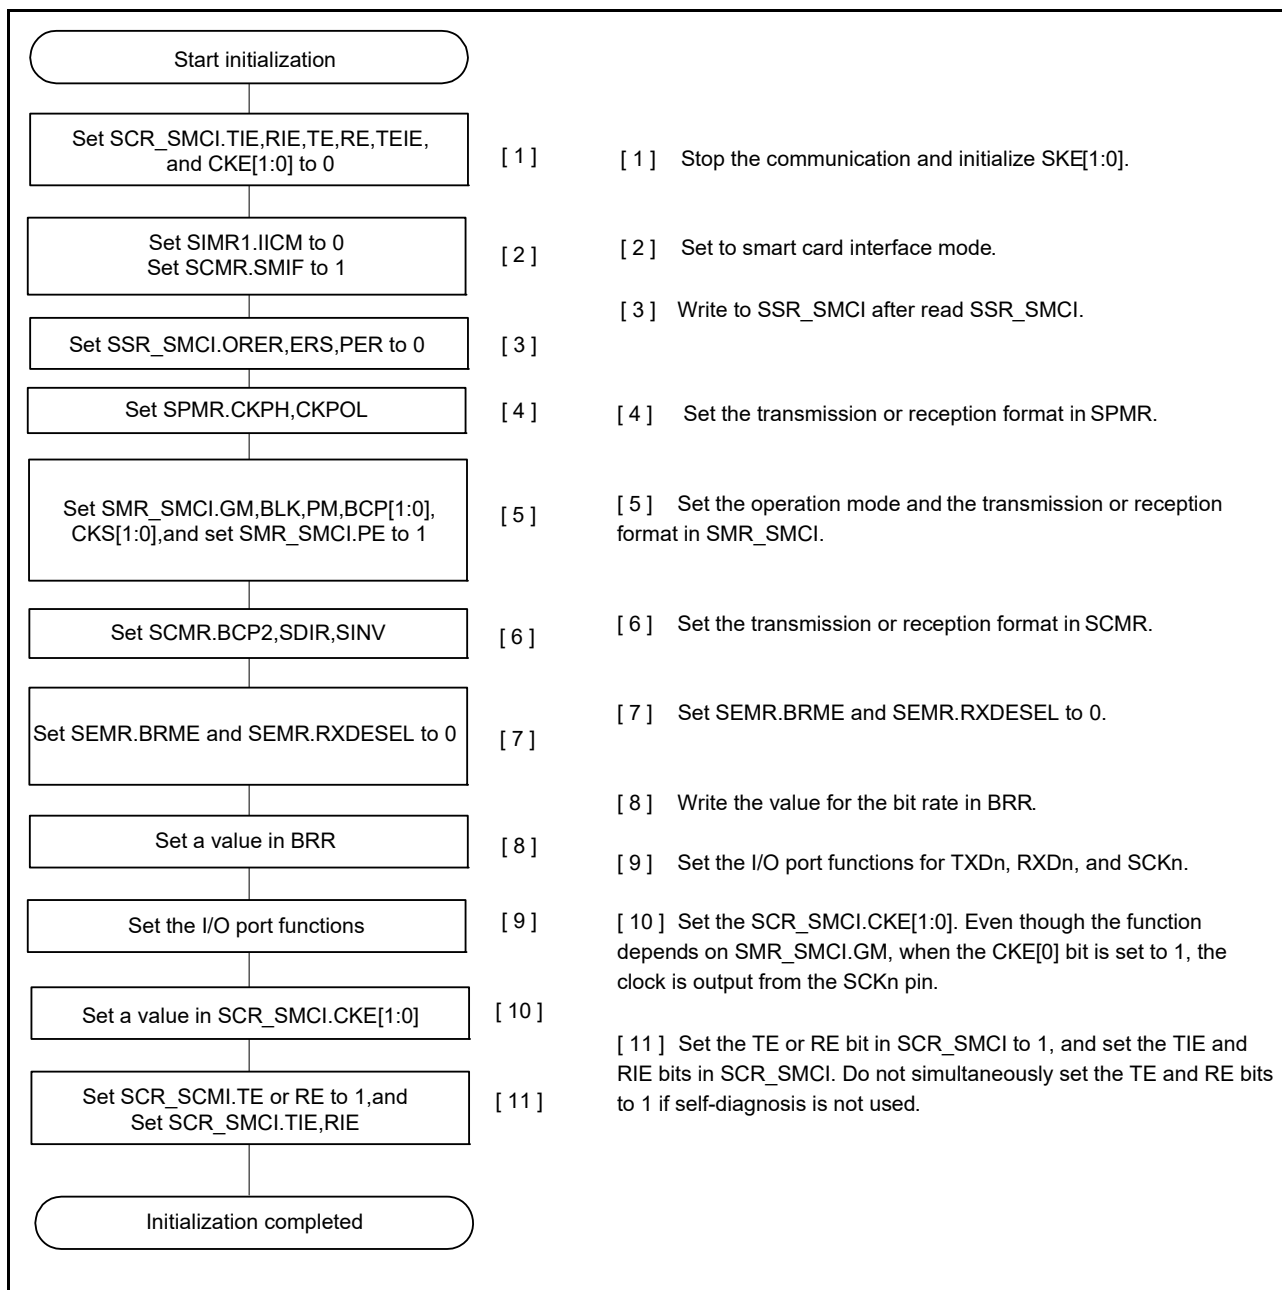 Start initialization
Set SCR_SMCI.TIE,RIE,TE,RE,TEIE,
and CKE[1:0] to 0
[ 1 ]
[ 1 ] Stop the communication and initialize SKE[1:0].
Set SIMR1.IICM to 0
Set SCMR.SMIF to 1
[ 2 ]
[ 2 ] Set to smart card interface mode.
[ 3 ] Write to SSR_SMCI after read SSR_SMCI.
Set SSR_SMCI.ORER,ERS,PER to 0
[ 3 ]
Set SPMR.CKPH,CKPOL
[ 4 ]
[ 4 ] Set the transmission or reception format in SPMR.
Set SMR_SMCI.GM,BLK,PM,BCP[1:0],
CKS[1:0],and set SMR_SMCI.PE to 1
[ 5 ]
[ 5 ] Set the operation mode and the transmission or reception
format in SMR_SMCI.
Set SCMR.BCP2,SDIR,SINV
[ 6 ]
[ 6 ] Set the transmission or reception format in SCMR.
Set SEMR.BRME and SEMR.RXDESEL to 0
[ 7 ]
[ 7 ] Set SEMR.BRME and SEMR.RXDESEL to 0.
[ 8 ] Write the value for the bit rate in BRR.
Set a value in BRR
[ 8 ]
[ 9 ] Set the I/O port functions for TXDn, RXDn, and SCKn.
Set the I/O port functions
[ 9 ]
[ 10 ] Set the SCR_SMCI.CKE[1:0]. Even though the function
depends on SMR_SMCI.GM, when the CKE[0] bit is set to 1, the
clock is output from the SCKn pin.
Set a value in SCR_SMCI.CKE[1:0]
[ 10 ]
[ 11 ] Set the TE or RE bit in SCR_SMCI to 1, and set the TIE and
RIE bits in SCR_SMCI. Do not simultaneously set the TE and RE bits
to 1 if self-diagnosis is not used.
Set SCR_SCMI.TE or RE to 1,and
Set SCR_SMCI.TIE,RIE
[ 11 ]
Initialization completed